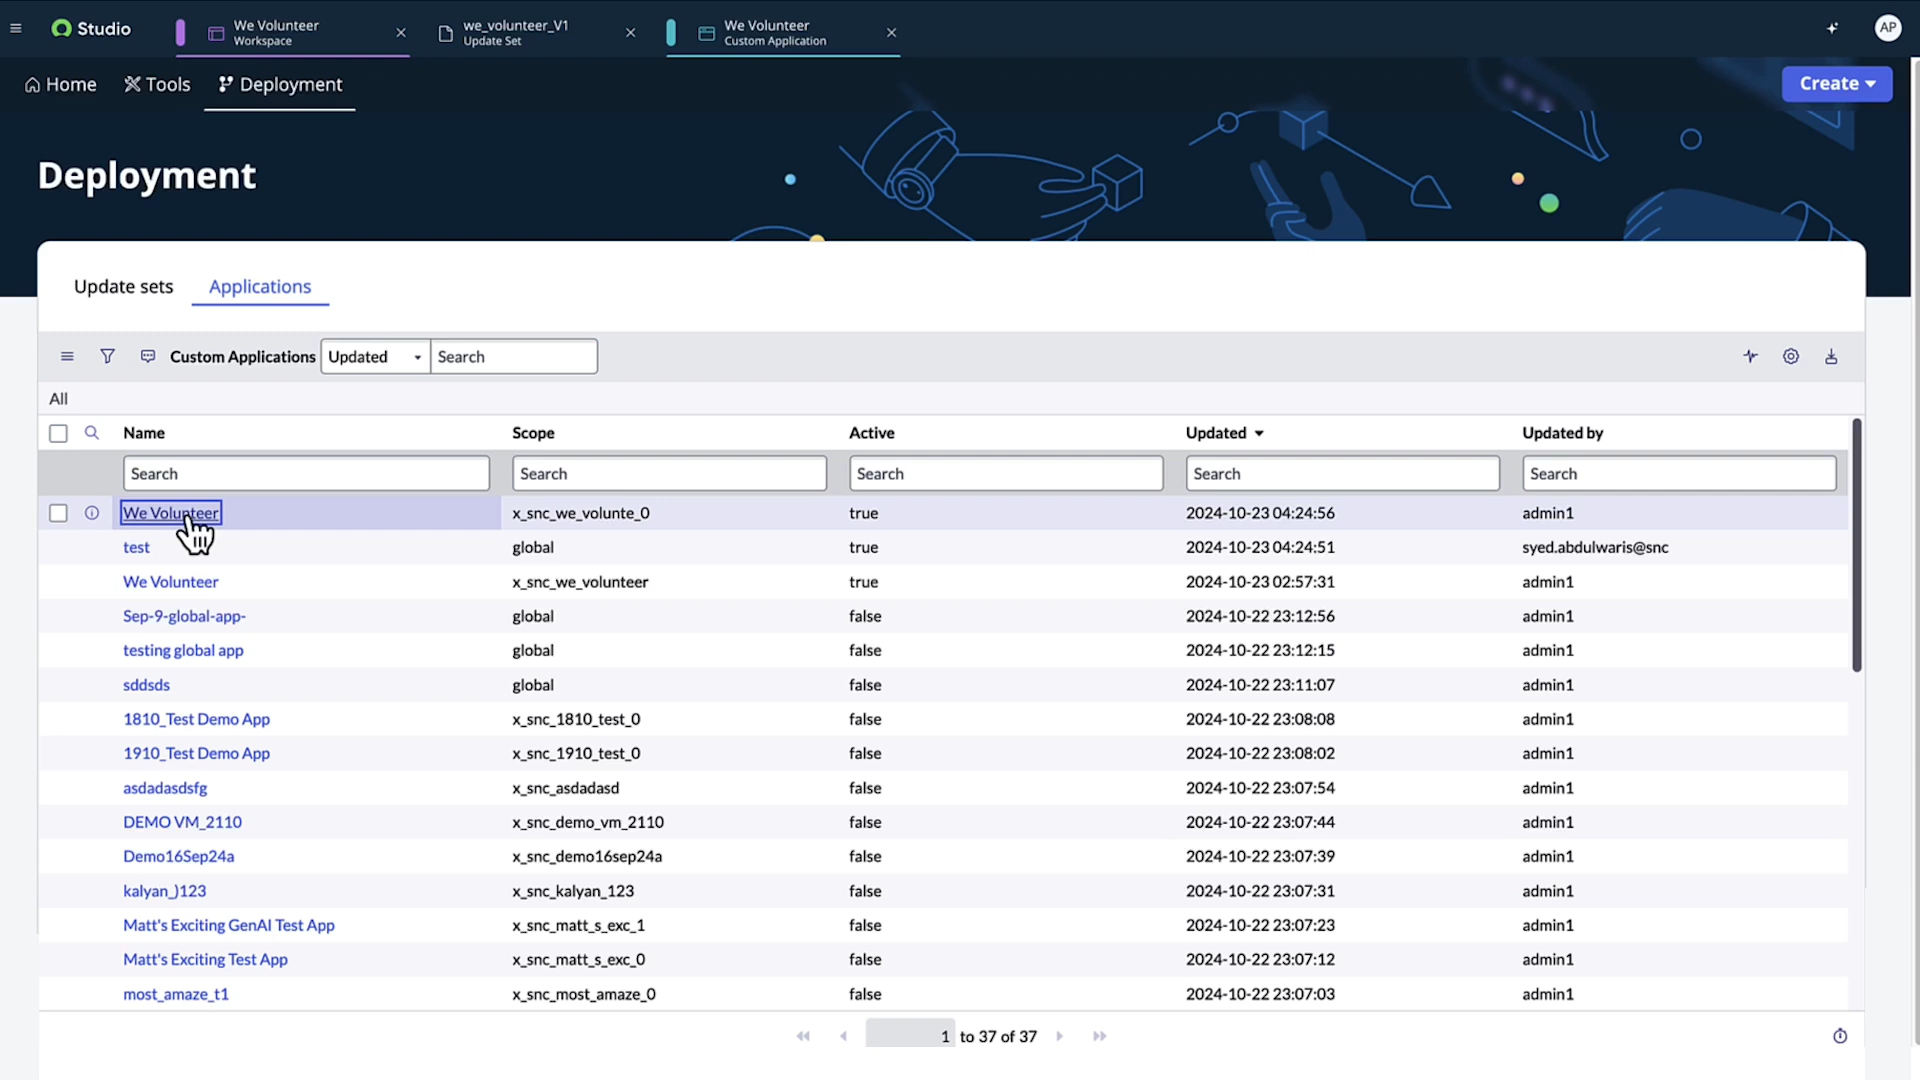 Studio
We Volunteer
Workspace
we_volunteer_V1
Update Set
We Volunteer
Custom Application
AP
Home
Tools
Deployment
Create
Deployment
Update sets
Applications
Custom Applications
Updated
Search
All
Name Scope Active Updated Updated by
Search Search Search Search Search
We Volunteer x_snc_we_volunte_0 true 2024-10-23 04:24:56 admin1
test global true 2024-10-23 04:24:51 syed.abdulwaris@snc
We Volunteer x_snc_we_volunteer true 2024-10-23 02:57:31 admin1
Sep-9-global-app- global false 2024-10-22 23:12:56 admin1
testing global app global false 2024-10-22 23:12:15 admin1
sddsds global false 2024-10-22 23:11:07 admin1
1810_Test Demo App x_snc_1810_test_0 false 2024-10-22 23:08:08 admin1
1910_Test Demo App x_snc_1910_test_0 false 2024-10-22 23:08:02 admin1
asdadasdsfg x_snc_asdadasd false 2024-10-22 23:07:54 admin1
DEMO VM_2110 x_snc_demo_vm_2110 false 2024-10-22 23:07:44 admin1
Demo16Sep24a x_snc_demo16sep24a false 2024-10-22 23:07:39 admin1
kalyan_)123 x_snc_kalyan_123 false 2024-10-22 23:07:31 admin1
Matt's Exciting GenAI Test App x_snc_matt_s_exc_1 false 2024-10-22 23:07:23 admin1
Matt's Exciting Test App x_snc_matt_s_exc_0 false 2024-10-22 23:07:12 admin1
most_amaze_t1 x_snc_most_amaze_0 false 2024-10-22 23:07:03 admin1
1 to 37 of 37